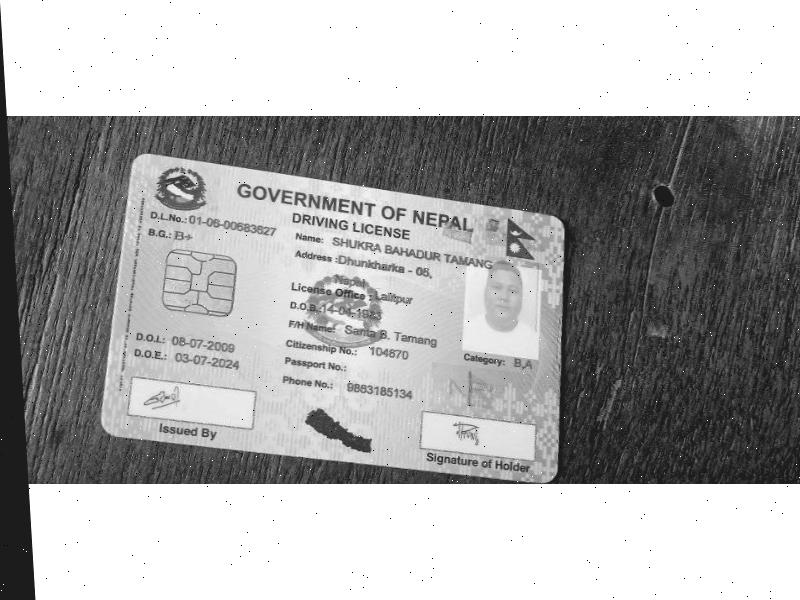 GOVERNMENT OF NEPAL
DRIVING LICENSE
D.L.No.: 01-06-00683627
B.G.: B+
Name: SHUKRA BAHADUR TAMANG
Address : Dhunkharka - 05,
Nepal
License Office : Lalitpur
D.O.B.: 14-04-1983
F/H Name: Santa B. Tamang
D.O.I.: 08-07-2009
Citizenship No.: 104870
D.O.E.: 03-07-2024
Passport No.:
Category: B,A
Phone No.: 9863185134
Issued By
Signature of Holder